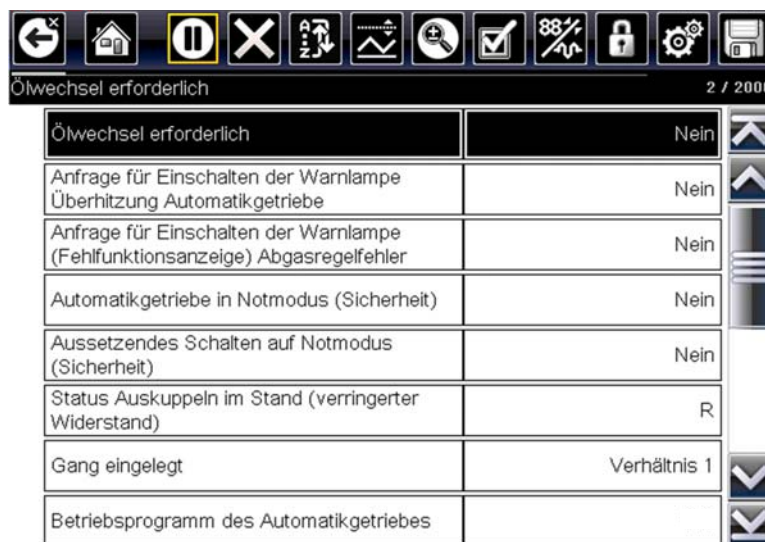 Ölwechsel erforderlich
2 / 2000
Ölwechsel erforderlich
Nein
Anfrage für Einschalten der Warnlampe
Überhitzung Automatikgetriebe
Nein
Anfrage für Einschalten der Warnlampe
(Fehlfunktionsanzeige) Abgasregelfehler
Nein
Automatikgetriebe in Notmodus (Sicherheit)
Nein
Aussetzendes Schalten auf Notmodus
(Sicherheit)
Nein
Status Auskuppeln im Stand (verringerter
Widerstand)
R
Gang eingelegt
Verhältnis 1
Betriebsprogramm des Automatikgetriebes